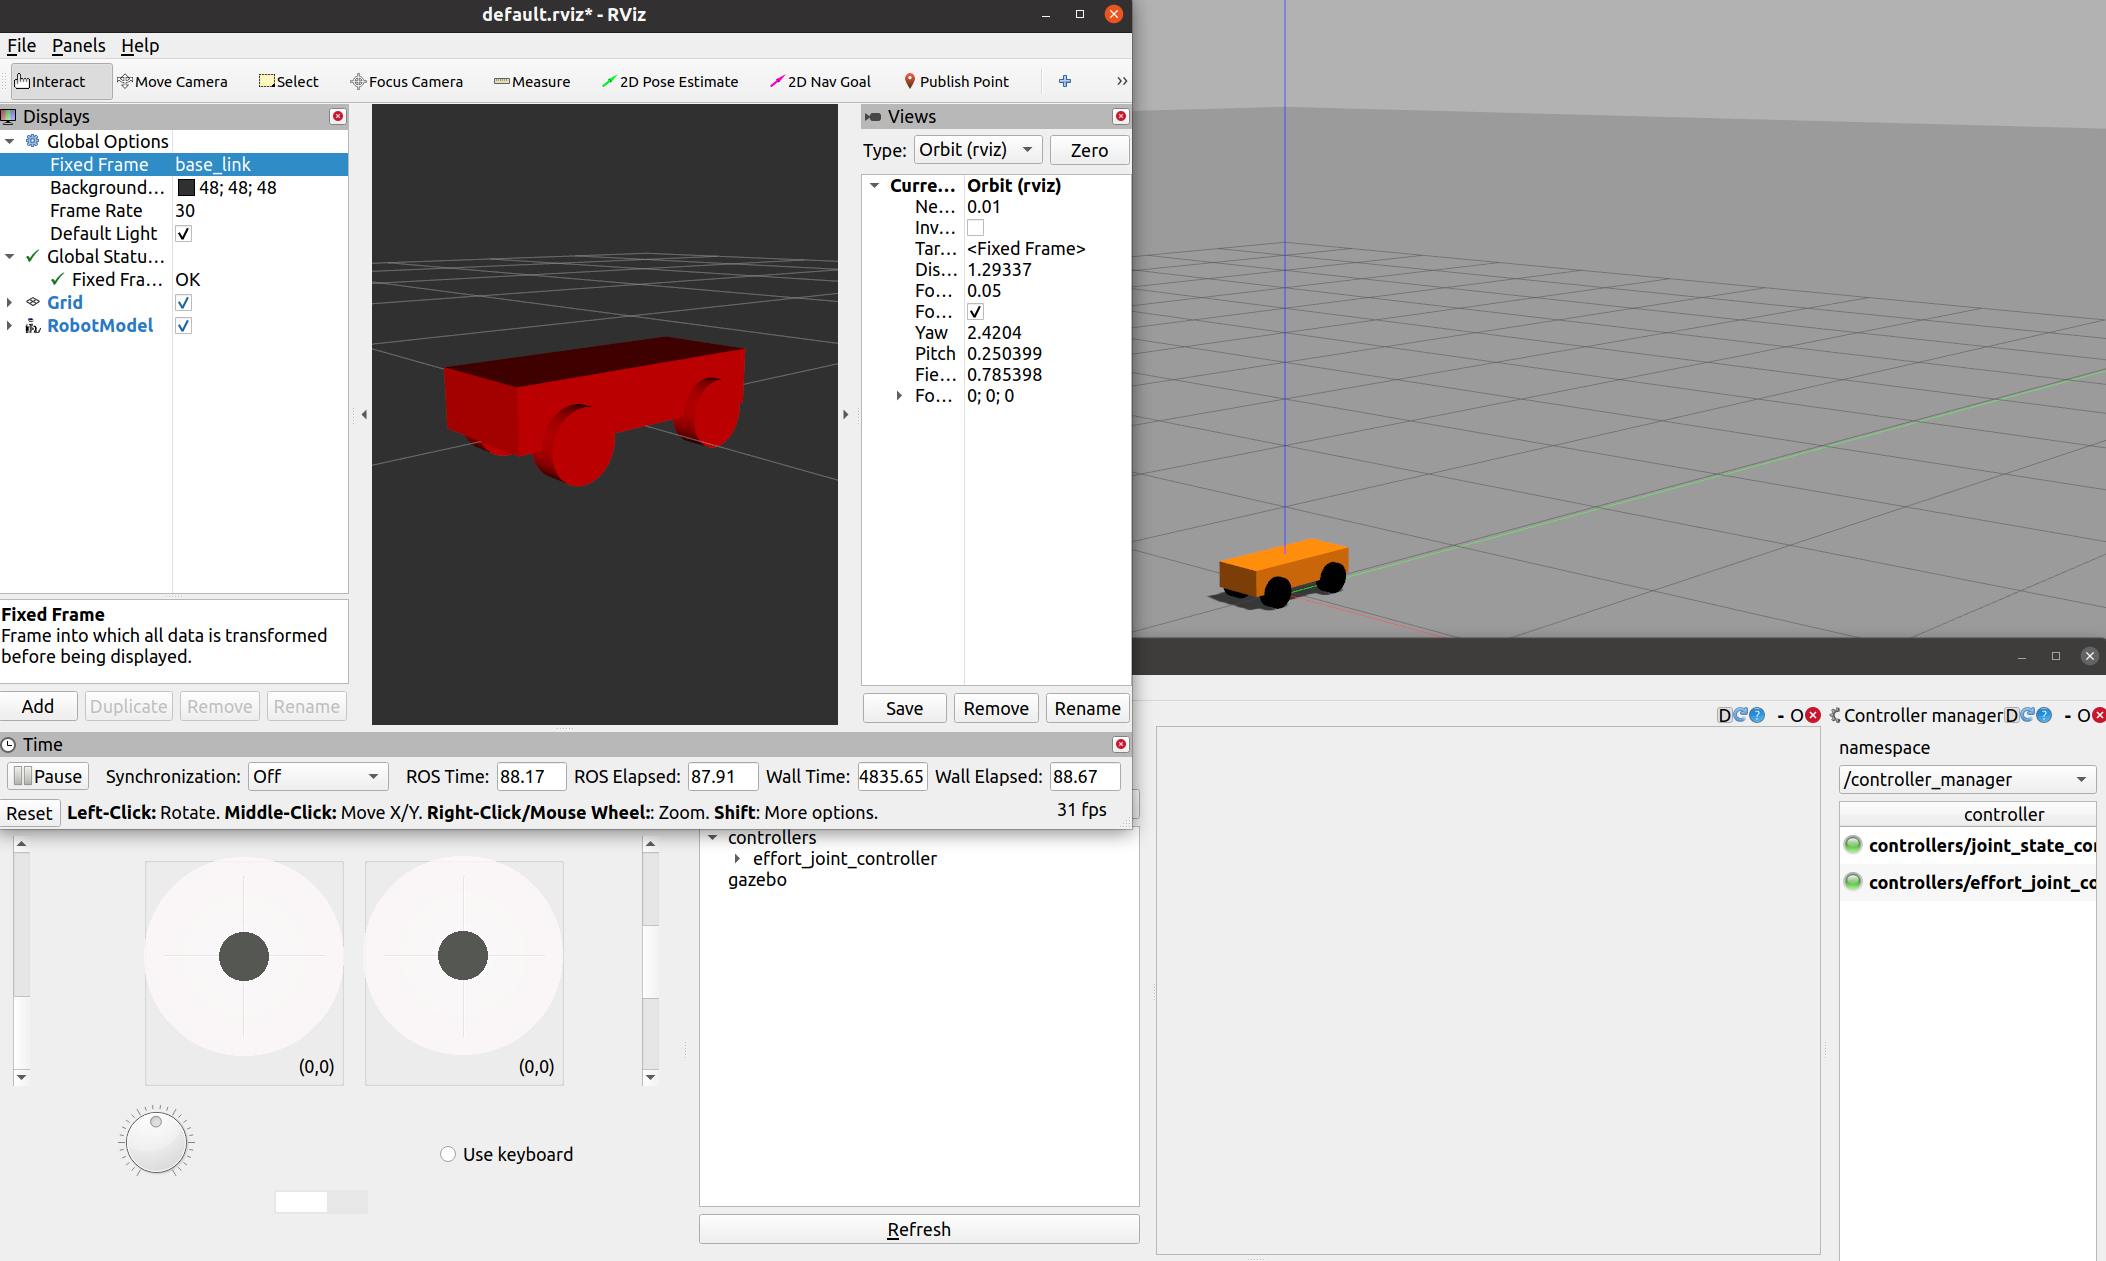 default.rviz* - RViz
File Panels Help
Interact Move Camera Select Focus Camera Measure 2D Pose Estimate 2D Nav Goal Publish Point »
Displays
Global Options
Fixed Frame base_link
Background... 48; 48; 48
Frame Rate 30
Default Light
Global Statu...
Fixed Fra... OK
Grid
RobotModel
Fixed Frame
Frame into which all data is transformed
before being displayed.
Add Duplicate Remove Rename
Views
Type: Orbit (rviz) Zero
Curre... Orbit (rviz)
Ne... 0.01
Inv...
Tar... <Fixed Frame>
Dis... 1.29337
Fo... 0.05
Fo...
Yaw 2.4204
Pitch 0.250399
Fie... 0.785398
Fo... 0; 0; 0
Save Remove Rename
Time
Pause Synchronization: Off ROS Time: 88.17 ROS Elapsed: 87.91 Wall Time: 4835.65 Wall Elapsed: 88.67
Reset Left-Click: Rotate. Middle-Click: Move X/Y. Right-Click/Mouse Wheel:: Zoom. Shift: More options. 31 fps
(0,0) (0,0)
Use keyboard
controllers
effort_joint_controller
gazebo
Refresh
D ? - O Controller manager D ? - O
namespace
/controller_manager
controller
controllers/joint_state_co
controllers/effort_joint_co